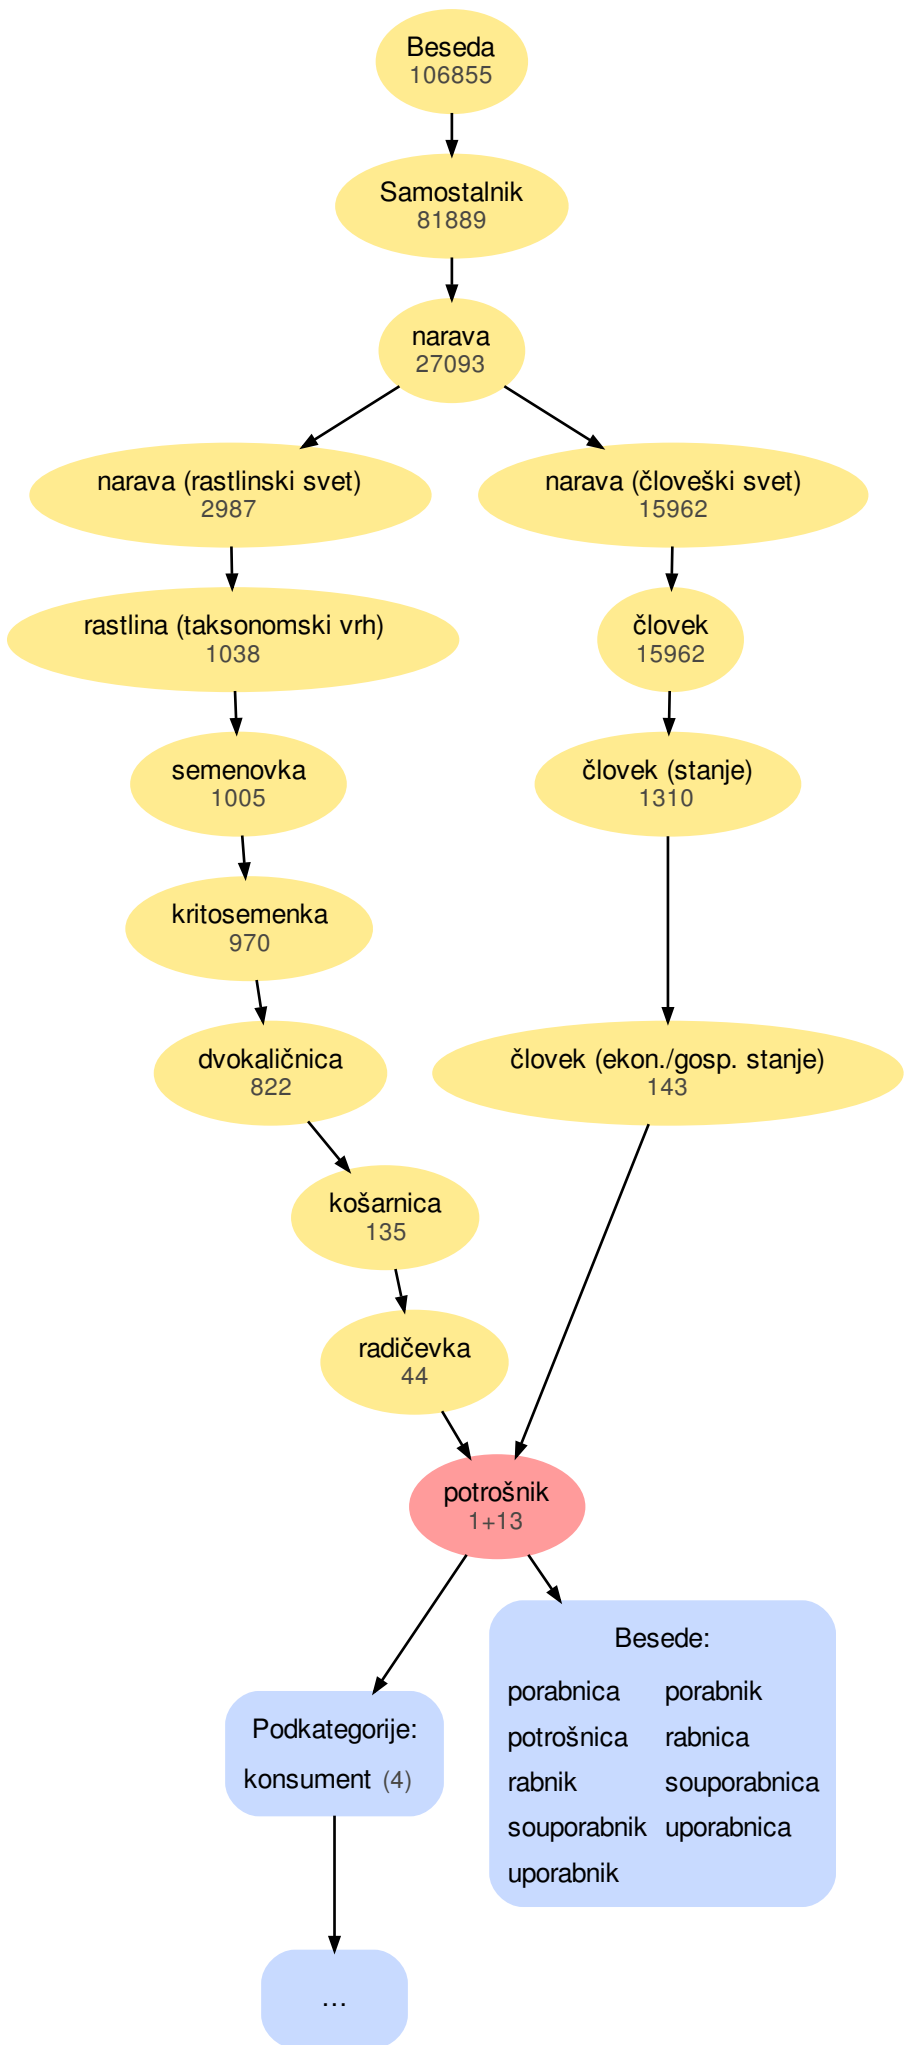 Beseda
106855
Samostalnik
81889
narava
27093
narava (rastlinski svet)
2987
narava (človeški svet)
15962
rastlina (taksonomski vrh)
1038
človek
15962
semenovka
1005
človek (stanje)
1310
kritosemenka
970
dvokaličnica
822
človek (ekon./gosp. stanje)
143
košarnica
135
radičevka
44
potrošnik
1+13
Besede:
porabnica porabnik
potrošnica rabnica
rabnik souporabnica
souporabnik uporabnica
uporabnik
Podkategorije:
konsument (4)
...